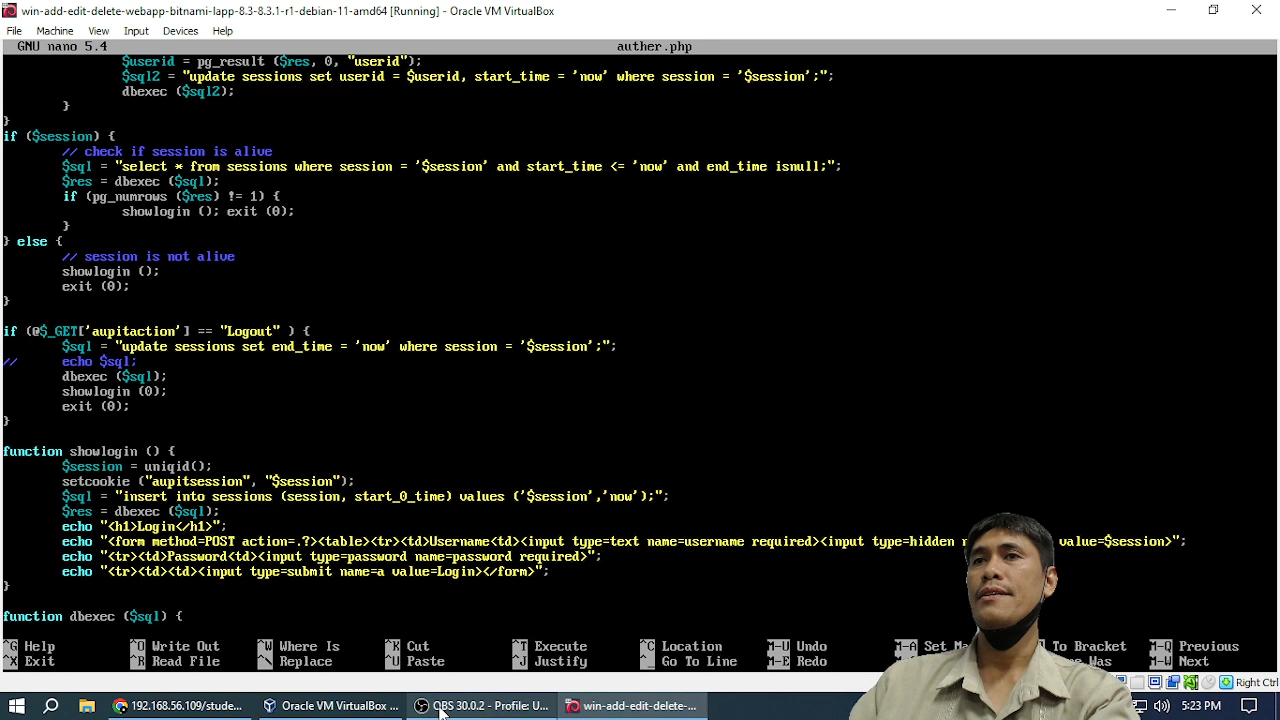 win-add-edit-delete-webapp-bitnami-lapp-8.3-8.3.1-r1-debian-11-amd64 [Running] - Oracle VM VirtualBox
File Machine View Input Devices Help
GNU nano 5.4 auther.php
$userid = pg_result ($res, 0, "userid");
$sql2 = "update sessions set userid = $userid, start_time = 'now' where session = '$session';";
dbexec ($sql2);
}
}
if ($session) {
// check if session is alive
$sql = "select * from sessions where session = '$session' and start_time <= 'now' and end_time isnull;";
$res = dbexec ($sql);
if (pg_numrows ($res) != 1) {
showlogin (); exit (0);
}
} else {
// session is not alive
showlogin ();
exit (0);
}
if (@$_GET['aupitaction'] == "Logout" ) {
$sql = "update sessions set end_time = 'now' where session = '$session';";
// echo $sql;
dbexec ($sql);
showlogin (0);
exit (0);
}
function showlogin () {
$session = uniqid();
setcookie ("aupitsession", "$session");
$sql = "insert into sessions (session, start_0_time) values ('$session','now');";
$res = dbexec ($sql);
echo "<h1>Login</h1>";
echo "<form method=POST action=.?><table><tr><td>Username<td><input type=text name=username required><input type=hidden value=$session>";
echo "<tr><td>Password<td><input type=password name=password required>";
echo "<tr><td><td><input type=submit name=a value=Login></form>";
}
function dbexec ($sql) {
^G Help ^O Write Out ^W Where Is ^K Cut ^T Execute ^C Location M-U Undo M-A Set To Bracket M-Q Previous
^X Exit ^R Read File ^\ Replace ^U Paste ^J Justify ^_ Go To Line M-E Redo Was M-W Next
Right Ctrl
192.168.56.109/stude... Oracle VM VirtualBox ... OBS 30.0.2 - Profile: U... win-add-edit-delete-... 5:23 PM